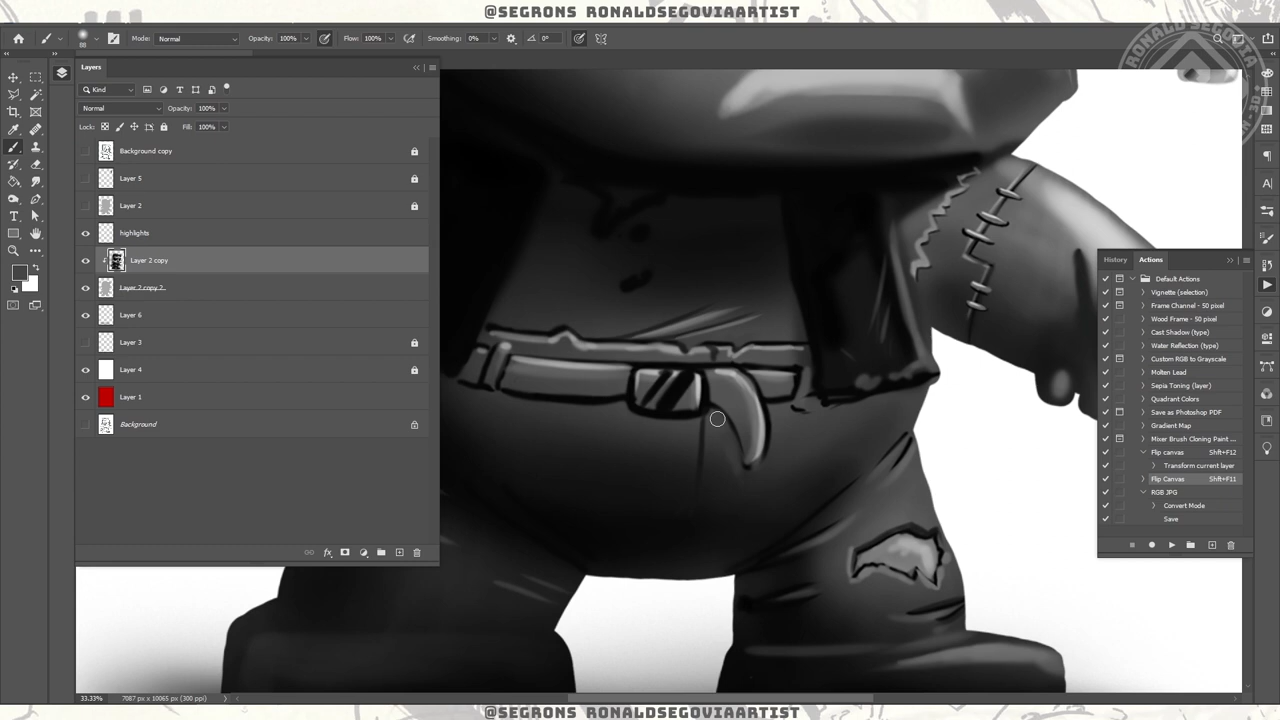 @SEGRONS RONALDSEGOVIAARTIST
88
Mode: Normal
Opacity: 100%
Flow: 100%
Smoothing: 0%
0°
RONALD SEGOVIA
Layers
Kind
Normal
Opacity: 100%
Lock:
Fill: 100%
Background copy
Layer 5
Layer 2
highlights
Layer 2 copy
Layer 2 copy 2
Layer 6
Layer 3
Layer 4
Layer 1
Background
fx
History
Actions
Default Actions
Vignette (selection)
Frame Channel - 50 pixel
Wood Frame - 50 pixel
Cast Shadow (type)
Water Reflection (type)
Custom RGB to Grayscale
Molten Lead
Sepia Toning (layer)
Quadrant Colors
Save as Photoshop PDF
Gradient Map
Mixer Brush Cloning Paint ...
Flip canvas Shft+F12
Transform current layer
Flip Canvas Shft+F11
RGB JPG
Convert Mode
Save
33.33%
7087 px x 10065 px (300 ppi)
@SEGRONS RONALDSEGOVIAARTIST